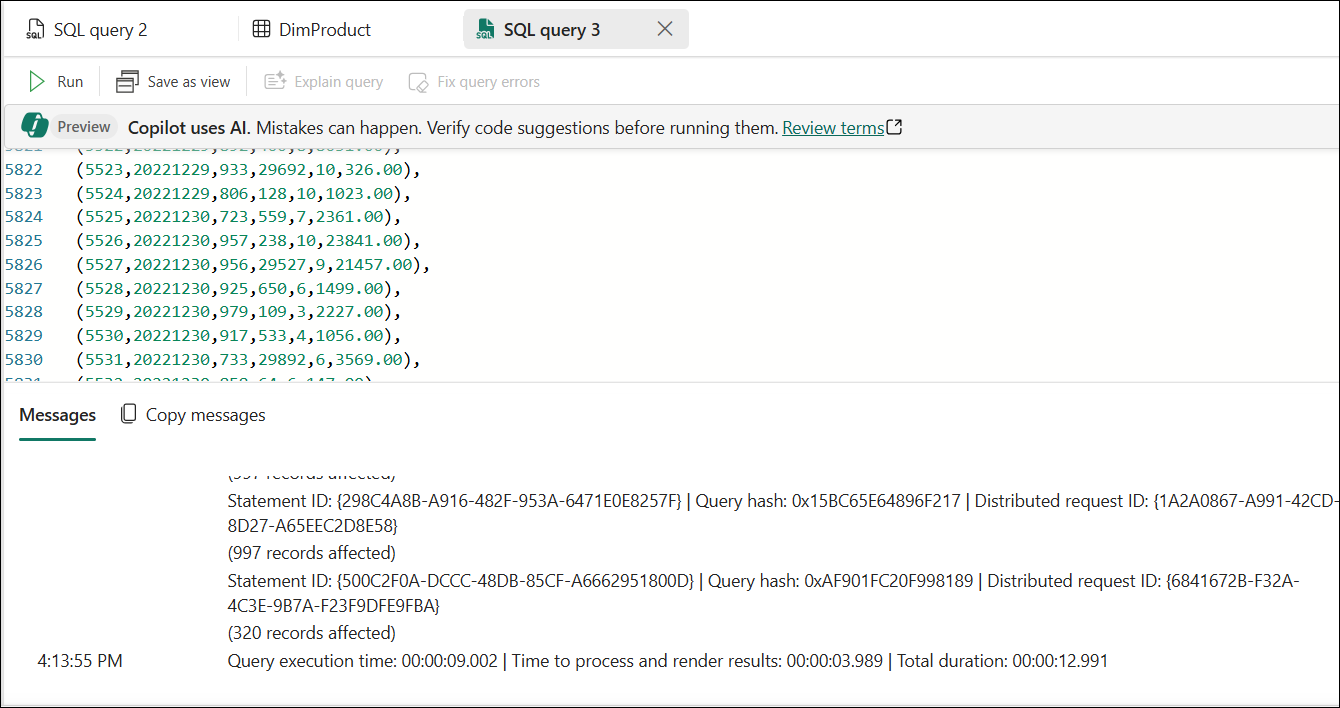 SQL query 2 DimProduct SQL query 3
Run Save as view Explain query Fix query errors
Preview Copilot uses AI. Mistakes can happen. Verify code suggestions before running them. Review terms
5822 (5523,20221229,933,29692,10,326.00),
5823 (5524,20221229,806,128,10,1023.00),
5824 (5525,20221230,723,559,7,2361.00),
5825 (5526,20221230,957,238,10,23841.00),
5826 (5527,20221230,956,29527,9,21457.00),
5827 (5528,20221230,925,650,6,1499.00),
5828 (5529,20221230,979,109,3,2227.00),
5829 (5530,20221230,917,533,4,1056.00),
5830 (5531,20221230,733,29892,6,3569.00),
Messages Copy messages
records affected)
Statement ID: {298C4A8B-A916-482F-953A-6471E0E8257F} | Query hash: 0x15BC65E64896F217 | Distributed request ID: {1A2A0867-A991-42CD-
8D27-A65EEC2D8E58}
(997 records affected)
Statement ID: {500C2F0A-DCCC-48DB-85CF-A6662951800D} | Query hash: 0xAF901FC20F998189 | Distributed request ID: {6841672B-F32A-
4C3E-9B7A-F23F9DFE9FBA}
(320 records affected)
4:13:55 PM Query execution time: 00:00:09.002 | Time to process and render results: 00:00:03.989 | Total duration: 00:00:12.991